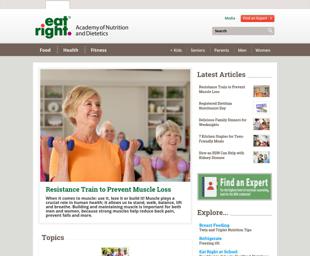 Media
Find an Expert
eat right.
Academy of Nutrition
and Dietetics
Search
Food
Health
Fitness
Kids
Seniors
Parents
Men
Women
Resistance Train to Prevent Muscle Loss
When it comes to muscle: use it, lose it or build it! Muscle plays a
crucial role in human health; it allows us to stand, walk, balance, lift
and breathe. Building and maintaining muscle is important for both
men and women, because strong muscles help reduce back pain,
prevent falls and more.
Topics
Latest Articles
Resistance Train to Prevent
Muscle Loss
Registered Dietitian
Nutritionist Day
Family Dinners for
Weeknights
7 Kitchen Staples for Teen-
Friendly Meals
How an RDN Can Help with
Kidney Disease
Find an Expert
Explore...
Breast Feeding
Teen and Tighter Nutrition Tips
Refrigerate
Eat Right at School